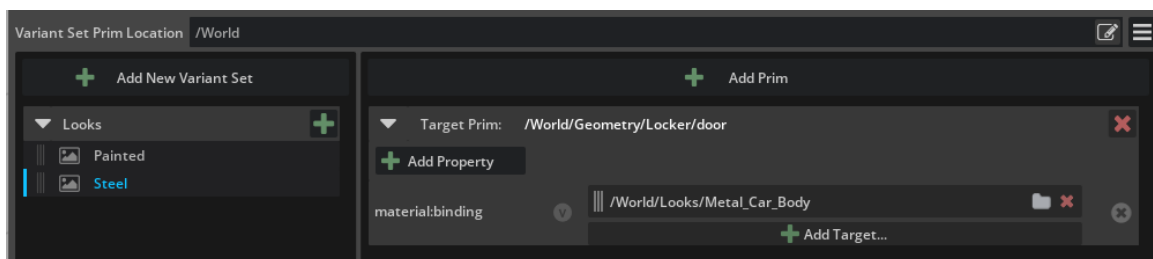 Variant Set Prim Location /World
Add New Variant Set
Add Prim
Looks
Painted
Steel
Target Prim: /World/Geometry/Locker/door
Add Property
material:binding
V
/World/Looks/Metal_Car_Body
Add Target...